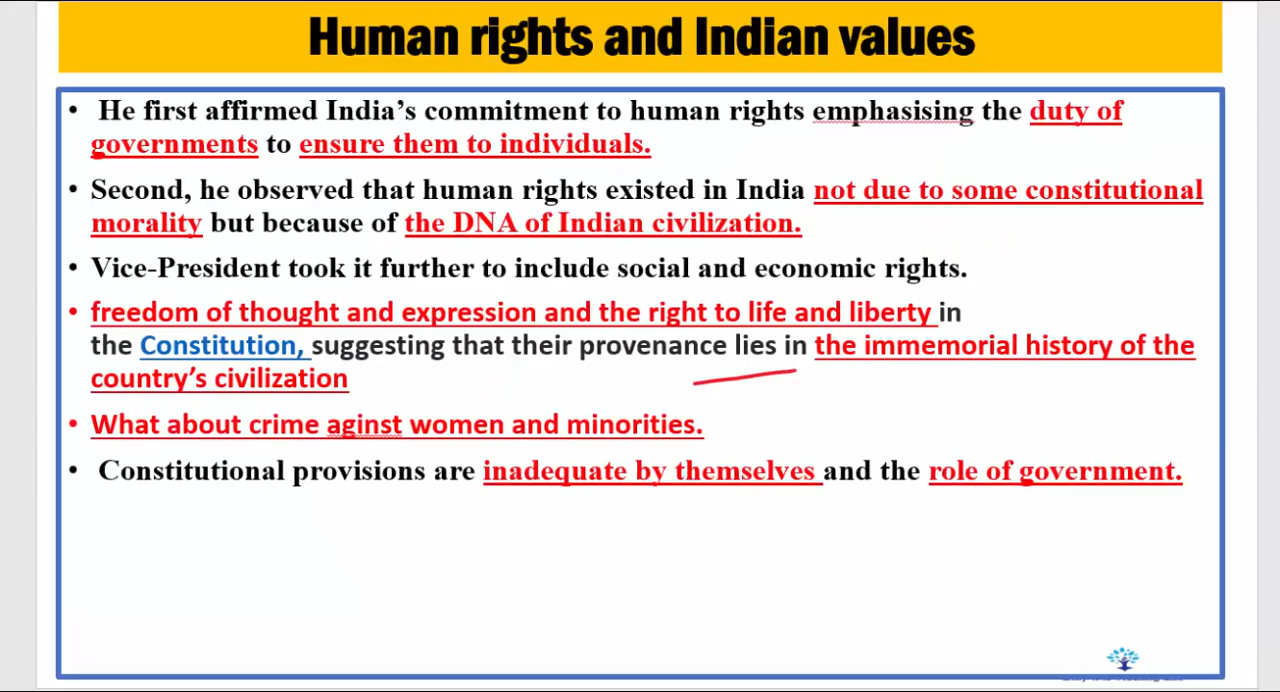 Human rights and Indian values
• He first affirmed India's commitment to human rights emphasising the duty of
governments to ensure them to individuals.
• Second, he observed that human rights existed in India not due to some constitutional
morality but because of the DNA of Indian civilization.
• Vice-President took it further to include social and economic rights.
• freedom of thought and expression and the right to life and liberty in
the Constitution, suggesting that their provenance lies in the immemorial history of the
country's civilization
• What about crime aginst women and minorities.
• Constitutional provisions are inadequate by themselves and the role of government.